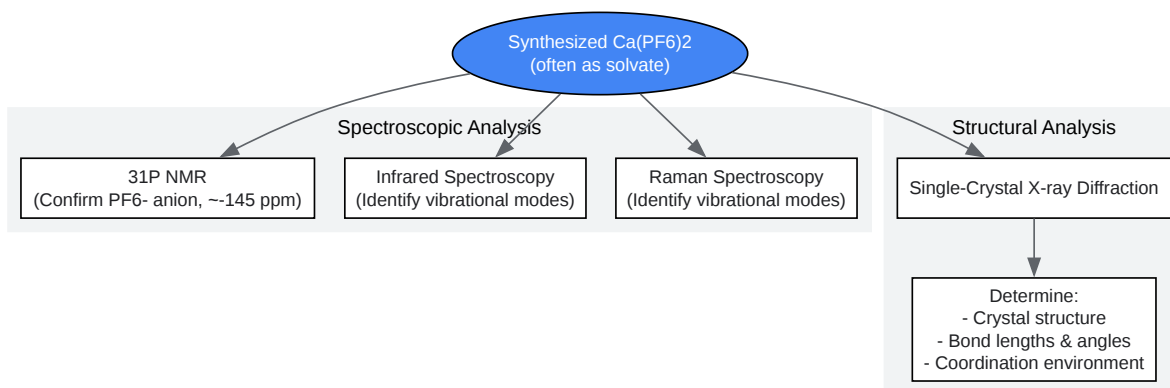 Synthesized Ca(PF6)2
(often as solvate)
Spectroscopic Analysis
Structural Analysis
31P NMR
(Confirm PF6- anion, ~-145 ppm)
Infrared Spectroscopy
(Identify vibrational modes)
Raman Spectroscopy
(Identify vibrational modes)
Single-Crystal X-ray Diffraction
Determine:
- Crystal structure
- Bond lengths & angles
- Coordination environment